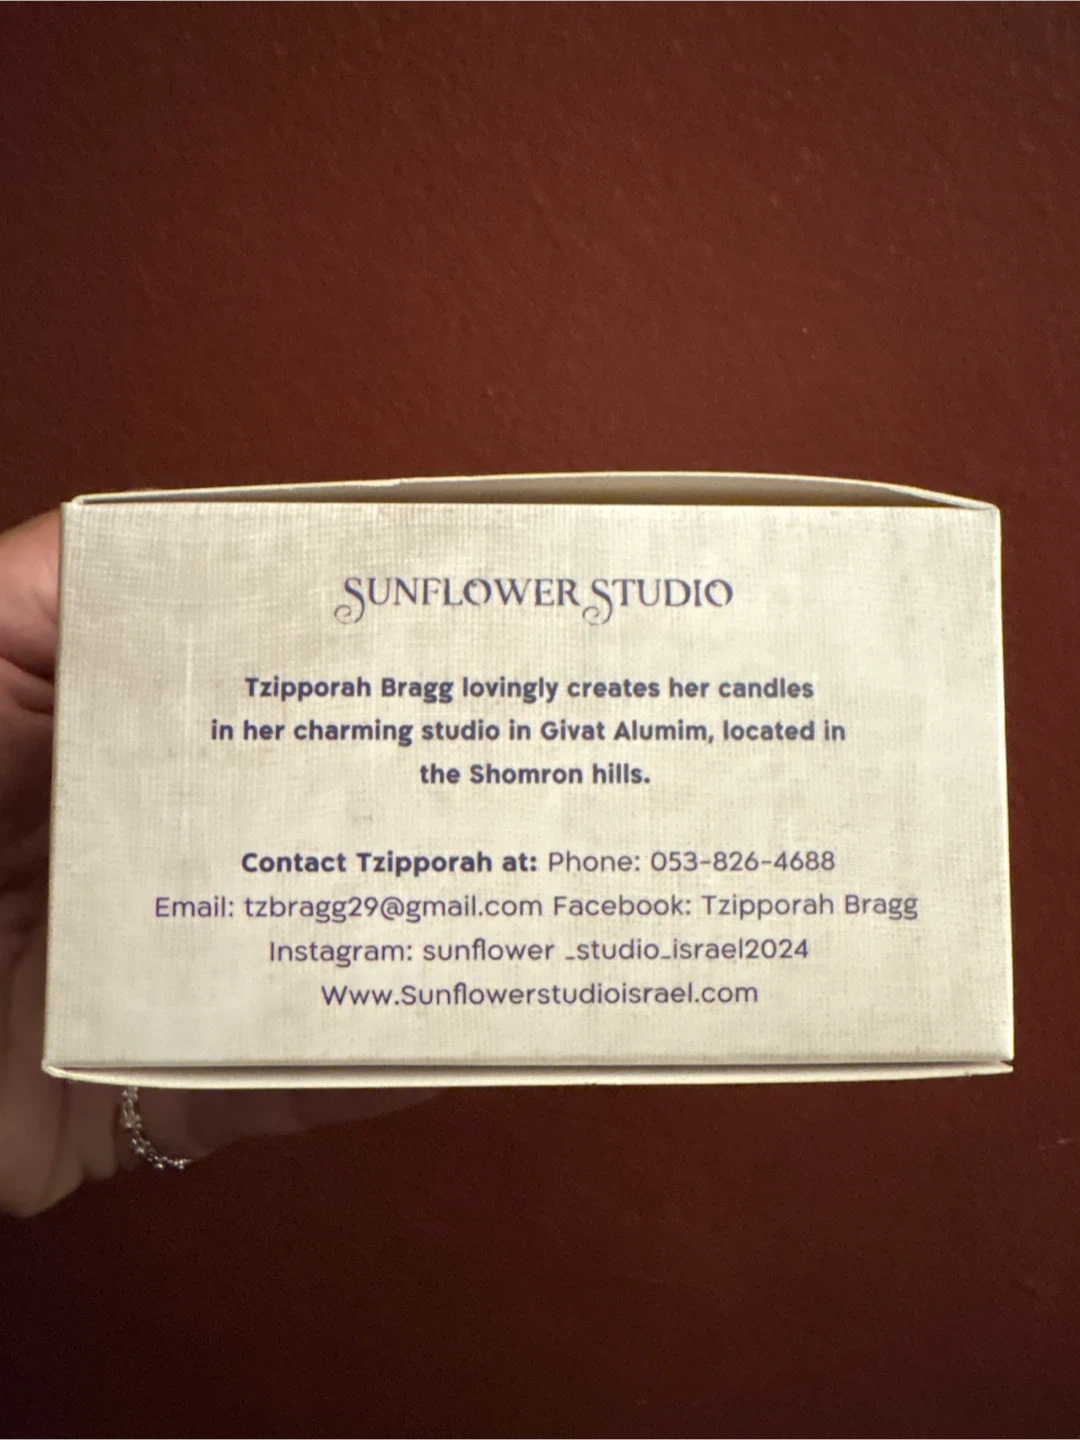 SUNFLOWER STUDIO
Tzipporah Bragg lovingly creates her candles
in her charming studio in Givat Alumim, located in
the Shomron hills.
Contact Tzipporah at: Phone: 053-826-4688
Email: tzbragg29@gmail.com Facebook: Tzipporah Bragg
Instagram: sunflower _studio_israel2024
Www.Sunflowerstudioisrael.com